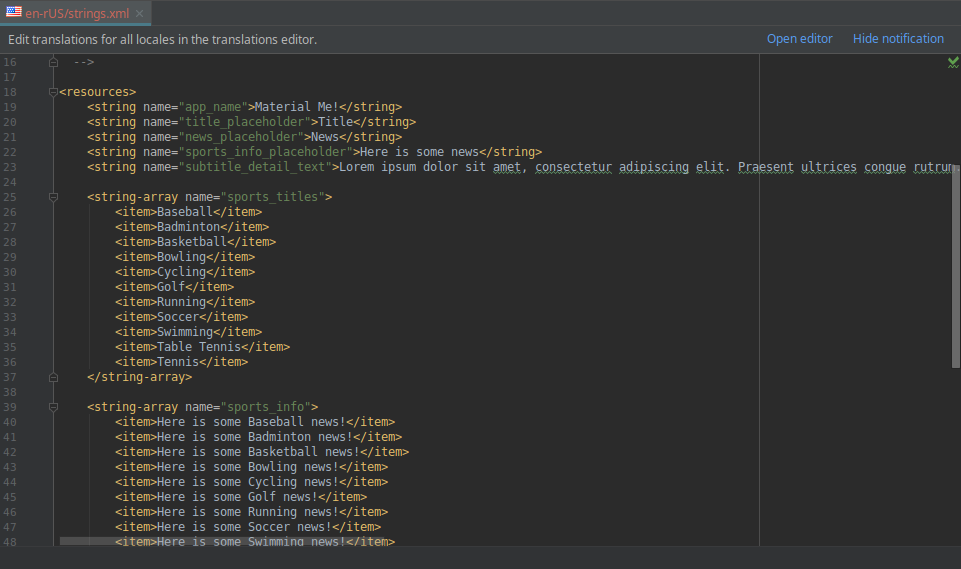 en-rUS/strings.xml
Edit translations for all locales in the translations editor. Open editor Hide notification
16 -->
17
18 <resources>
19 <string name="app_name">Material Me!</string>
20 <string name="title_placeholder">Title</string>
21 <string name="news_placeholder">News</string>
22 <string name="sports_info_placeholder">Here is some news</string>
23 <string name="subtitle_detail_text">Lorem ipsum dolor sit amet, consectetur adipiscing elit. Praesent ultrices congue rutrum.
24
25 <string-array name="sports_titles">
26 <item>Baseball</item>
27 <item>Badminton</item>
28 <item>Basketball</item>
29 <item>Bowling</item>
30 <item>Cycling</item>
31 <item>Golf</item>
32 <item>Running</item>
33 <item>Soccer</item>
34 <item>Swimming</item>
35 <item>Table Tennis</item>
36 <item>Tennis</item>
37 </string-array>
38
39 <string-array name="sports_info">
40 <item>Here is some Baseball news!</item>
41 <item>Here is some Badminton news!</item>
42 <item>Here is some Basketball news!</item>
43 <item>Here is some Bowling news!</item>
44 <item>Here is some Cycling news!</item>
45 <item>Here is some Golf news!</item>
46 <item>Here is some Running news!</item>
47 <item>Here is some Soccer news!</item>
48 <item>Here is some Swimming news!</item>